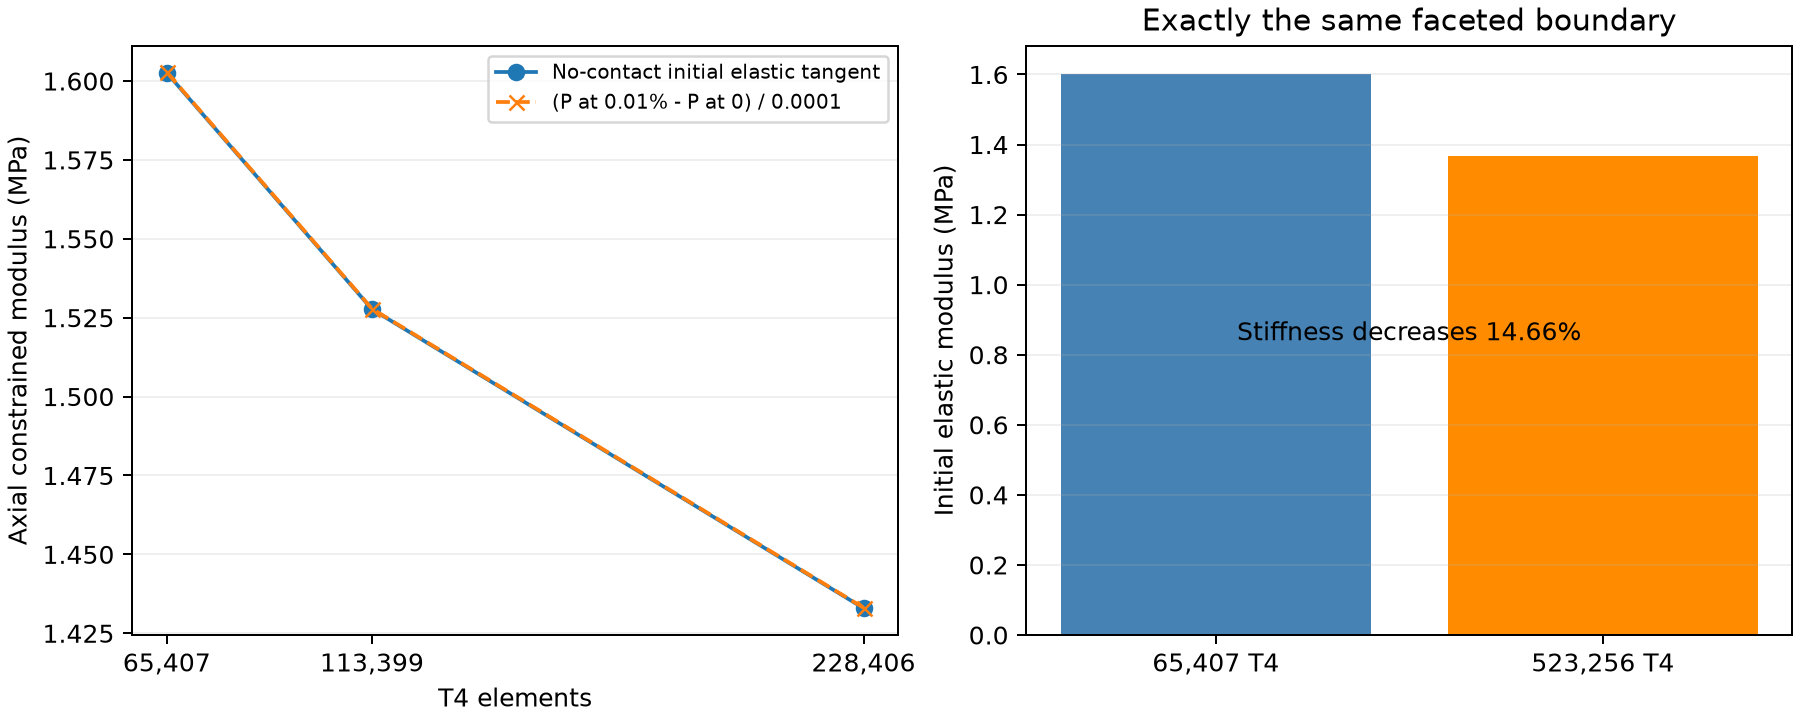 Axial constrained modulus (MPa)
1.600
1.575
1.550
1.525
1.500
1.475
1.450
1.425
No-contact initial elastic tangent
(P at 0.01% - P at 0) / 0.0001
65,407
113,399
228,406
T4 elements
Exactly the same faceted boundary
Initial elastic modulus (MPa)
1.6
1.4
1.2
1.0
0.8
0.6
0.4
0.2
0.0
Stiffness decreases 14.66%
65,407 T4
523,256 T4